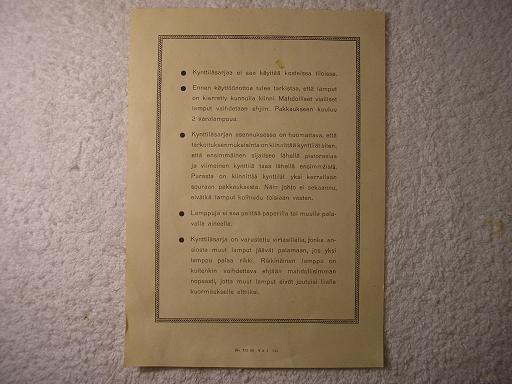 ● Kynttiläsarjaa ei saa käyttää kosteissa tiloissa.
● Ennen käyttöönottoa tulee tarkistaa, että lamput
on kierretty kunnolla kiinni. Mahdolliset vialliset
lamput vaihdetaan ehjiin. Pakkaukseen kuuluu
2 varalamppua.
● Kynttiläsarjan asennuksessa on huomattava, että
tarkoituksenmukaisinta on kiinnittää kynttilät siten,
että ensimmäinen sijaitsee lähellä pistorasiaa
ja viimeinen kynttilä taas lähellä ensimmäistä.
Parasta on kiinnittää kynttilät yksi kerrallaan
suoraan pakkauksesta. Näin johto ei sekaannu,
eivätkä lamput kolhiudu toisiaan vasten.
● Lamppuja ei saa peittää paperilla tai muulla pala-
valla aineella.
● Kynttiläsarja on varustettu virtasillalla, jonka an-
siosta muut lamput jäävät palamaan, jos yksi
lamppu palaa rikki. Rikkinäinen lamppu on
kuitenkin vaihdettava ehjään mahdollisimman
nopeasti, jotta muut lamput eivät joutuisi liialle
kuormitukselle alttiiksi.